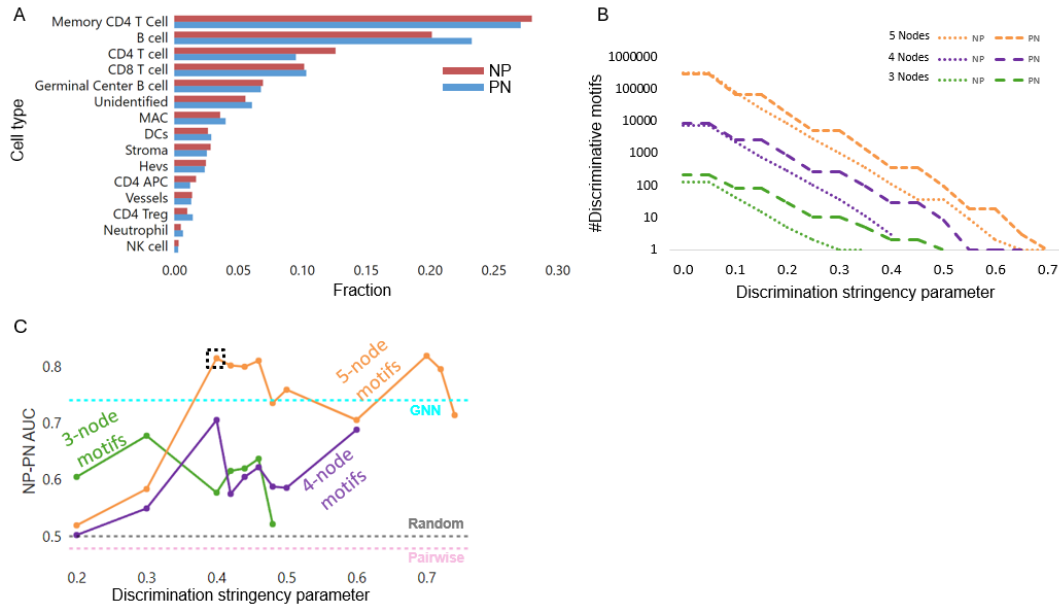 A
Cell type
Memory CD4 T Cell
B cell
CD4 T cell
CD8 T cell
Germinal Center B cell
Unidentified
MAC
DCs
Stroma
Hevs
CD4 APC
Vessels
CD4 Treg
Neutrophil
NK cell
NP
PN
0.00 0.05 0.10 0.15 0.20 0.25 0.30
Fraction
B
#Discriminative motifs
5 Nodes NP PN
4 Nodes NP PN
3 Nodes NP PN
1000000
100000
10000
1000
100
10
1
0.0 0.1 0.2 0.3 0.4 0.5 0.6 0.7
Discrimination stringency parameter
C
NP-PN AUC
0.8
0.7
0.6
0.5
3-node
motifs
5-node
motifs
4-node
motifs
GNN
Random
Pairwise
0.2 0.3 0.4 0.5 0.6 0.7
Discrimination stringency parameter